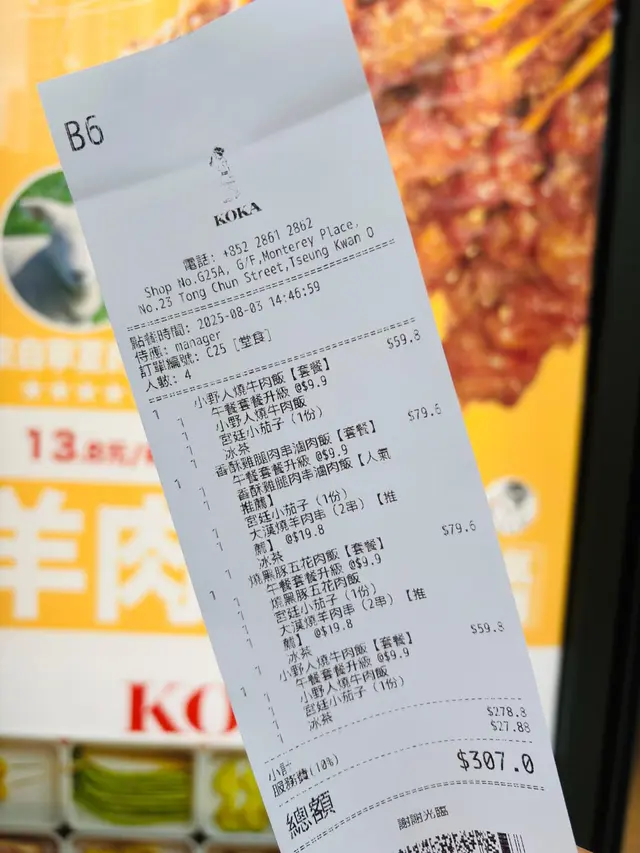 B6
KOKA
電話: +852 2861 2862
Shop No.G25A, G/F,Monterey Place,
No.23 Tong Chun Street,Tseung Kwan O
點餐時間: 2025-08-03 14:46:59
侍應: manager
訂單編號: C25 [堂食]
人數: 4
1 小野人燒牛肉飯【套餐】 $59.8
1 午餐套餐升級 @$9.9
1 小野人燒牛肉飯
1 宮廷小茄子 (1份)
1 冰茶
1 香酥雞腿肉串滷肉飯【套餐】 $79.6
1 午餐套餐升級 @$9.9
1 香酥雞腿肉串滷肉飯【人氣
推薦】
1 宮廷小茄子 (1份)
1 大漠燒羊肉串 (2串) 【推
薦】 @$19.8
1 冰茶
1 燒黑豚五花肉飯【套餐】 $79.6
1 午餐套餐升級 @$9.9
1 燒黑豚五花肉飯
1 宮廷小茄子 (1份)
1 大漠燒羊肉串 (2串) 【推
薦】 @$19.8
1 冰茶
1 小野人燒牛肉飯【套餐】 $59.8
1 午餐套餐升級 @$9.9
1 小野人燒牛肉飯
1 宮廷小茄子 (1份)
1 冰茶
小計 $278.8
服務費(10%) $27.88
總額 $307.0
謝謝光臨
13.8元/
羊肉
KO